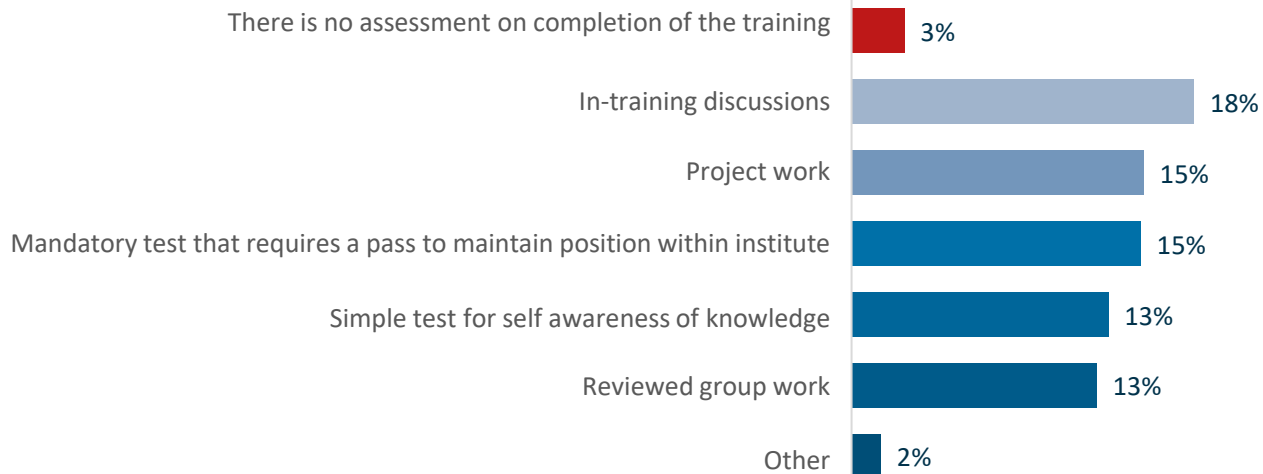 There is no assessment on completion of the training 3%
In-training discussions 18%
Project work 15%
Mandatory test that requires a pass to maintain position within institute 15%
Simple test for self awareness of knowledge 13%
Reviewed group work 13%
Other 2%